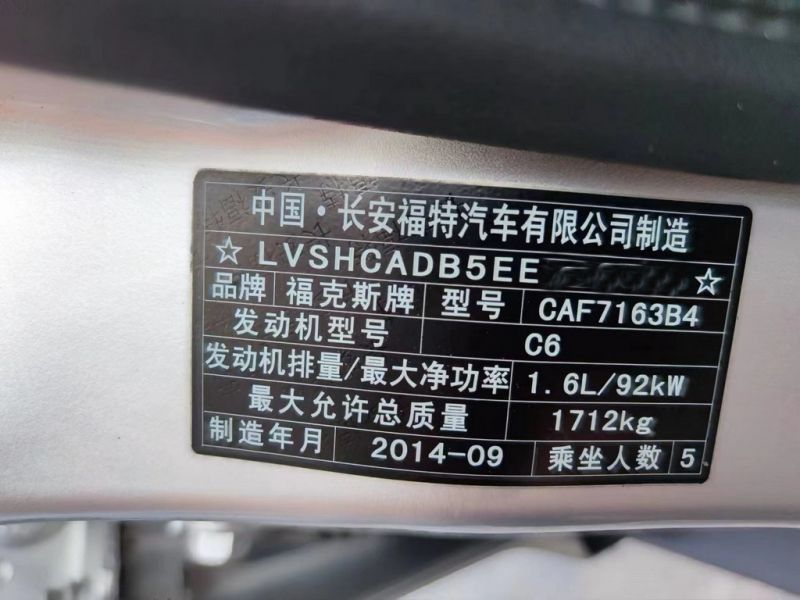 中国·长安福特汽车有限公司制造
☆LVSHCADB5EE ☆
品牌 福克斯牌 型号 CAF7163B4
发动机型号 C6
发动机排量/最大净功率 1.6L/92kW
最大允许总质量 1712kg
制造年月 2014-09 乘坐人数 5